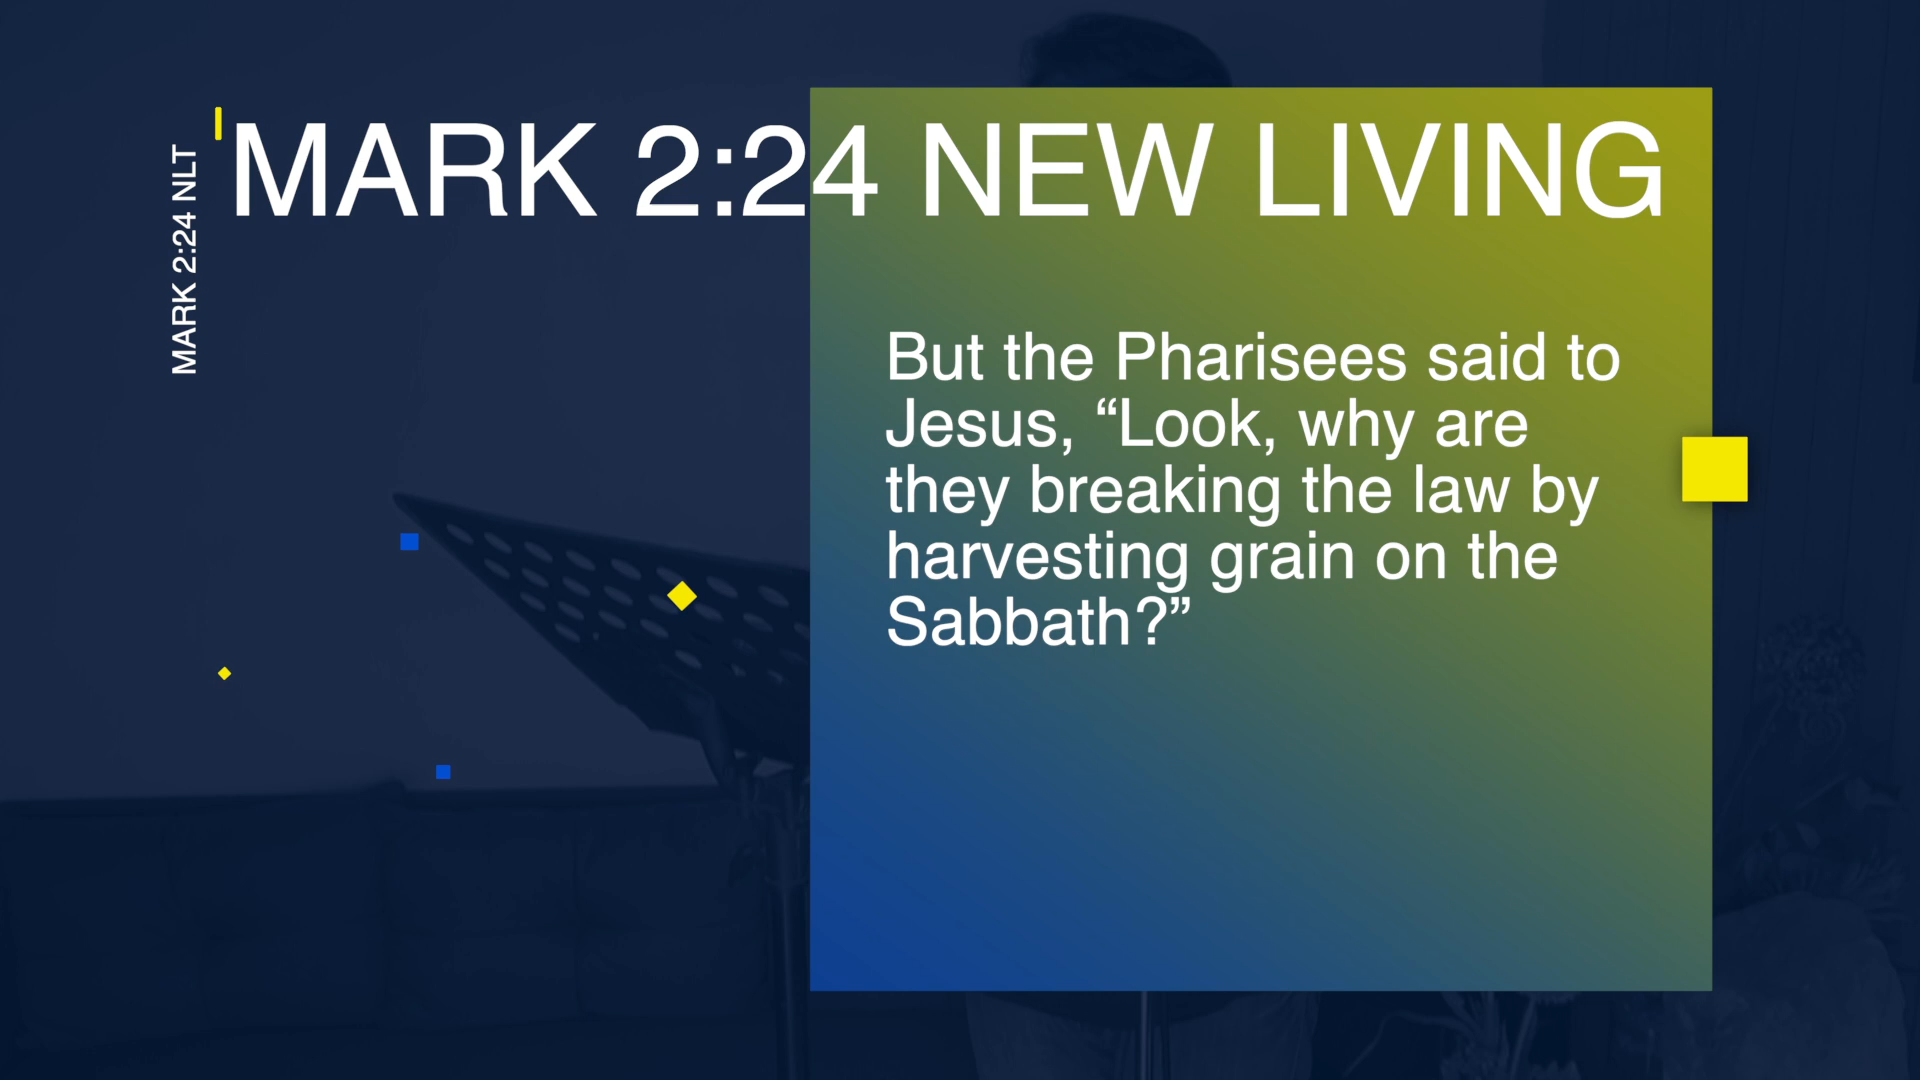 MARK 2:24 NLT
MARK 2:24 NEW LIVING
But the Pharisees said to
Jesus, “Look, why are
they breaking the law by
harvesting grain on the
Sabbath?”